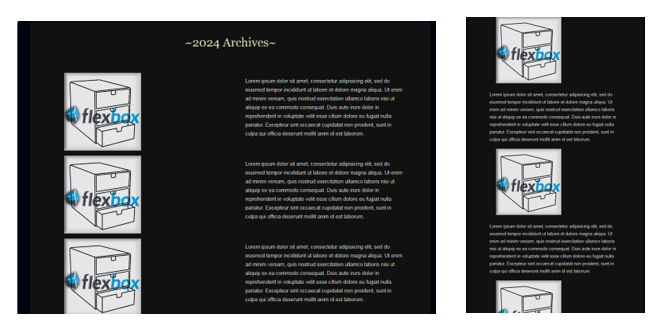 ~2024 Archives~
flexbox
Lorem ipsum dolor sit amet, consectetur adipisicing elit, sed do
eiusmod tempor incididunt ut labore et dolore magna aliqua. Ut enim
ad minim veniam, quis nostrud exercitation ullamco laboris nisi ut
aliquip ex ea commodo consequat. Duis aute irure dolor in
reprehenderit in voluptate velit esse cillum dolore eu fugiat nulla
pariatur. Excepteur sint occaecat cupidatat non proident, sunt in
culpa qui officia deserunt mollit anim id est laborum.
flexbox
Lorem ipsum dolor sit amet, consectetur adipisicing elit, sed do
eiusmod tempor incididunt ut labore et dolore magna aliqua. Ut enim
ad minim veniam, quis nostrud exercitation ullamco laboris nisi ut
aliquip ex ea commodo consequat. Duis aute irure dolor in
reprehenderit in voluptate velit esse cillum dolore eu fugiat nulla
pariatur. Excepteur sint occaecat cupidatat non proident, sunt in
culpa qui officia deserunt mollit anim id est laborum.
flexbox
Lorem ipsum dolor sit amet, consectetur adipisicing elit, sed do
eiusmod tempor incididunt ut labore et dolore magna aliqua. Ut enim
ad minim veniam, quis nostrud exercitation ullamco laboris nisi ut
aliquip ex ea commodo consequat. Duis aute irure dolor in
reprehenderit in voluptate velit esse cillum dolore eu fugiat nulla
pariatur. Excepteur sint occaecat cupidatat non proident, sunt in
culpa qui officia deserunt mollit anim id est laborum.
flexbox
Lorem ipsum dolor sit amet, consectetur adipisicing elit, sed do
eiusmod tempor incididunt ut labore et dolore magna aliqua. Ut
enim ad minim veniam, quis nostrud exercitation ullamco laboris
nisi ut aliquip ex ea commodo consequat. Duis aute irure dolor in
reprehenderit in voluptate velit esse cillum dolore eu fugiat nulla
pariatur. Excepteur sint occaecat cupidatat non proident, sunt in
culpa qui officia deserunt mollit anim id est laborum.
flexbox
Lorem ipsum dolor sit amet, consectetur adipisicing elit, sed do
eiusmod tempor incididunt ut labore et dolore magna aliqua. Ut
enim ad minim veniam, quis nostrud exercitation ullamco laboris
nisi ut aliquip ex ea commodo consequat. Duis aute irure dolor in
reprehenderit in voluptate velit esse cillum dolore eu fugiat nulla
pariatur. Excepteur sint occaecat cupidatat non proident, sunt in
culpa qui officia deserunt mollit anim id est laborum.
flexbox